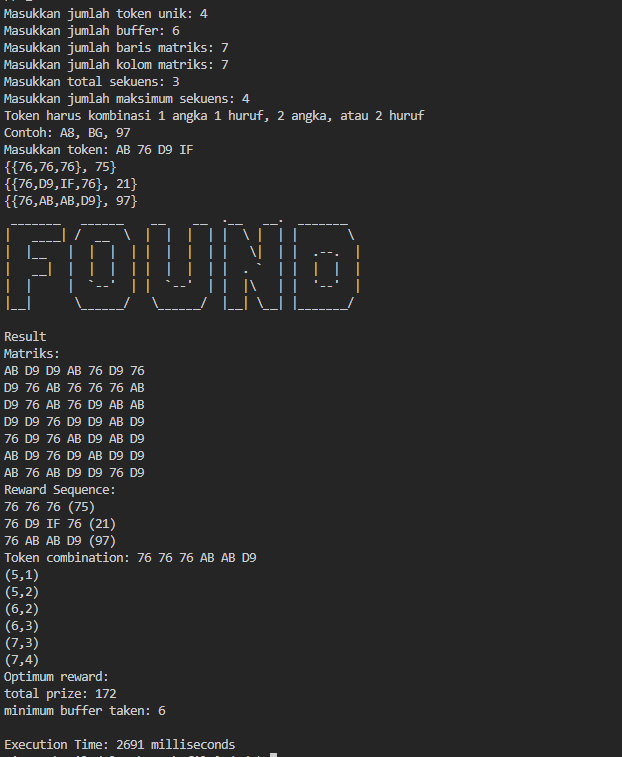 Masukkan jumlah token unik: 4
Masukkan jumlah buffer: 6
Masukkan jumlah baris matriks: 7
Masukkan jumlah kolom matriks: 7
Masukkan total sekuens: 3
Masukkan jumlah maksimum sekuens: 4
Token harus kombinasi 1 angka 1 huruf, 2 angka, atau 2 huruf
Contoh: A8, BG, 97
Masukkan token: AB 76 D9 IF
{{76,76,76}, 75}
{{76,D9,IF,76}, 21}
{{76,AB,AB,D9}, 97}
FOUND
Result
Matriks:
AB D9 D9 AB 76 D9 76
D9 76 AB 76 76 76 AB
D9 76 AB 76 D9 AB AB
D9 D9 76 D9 D9 AB D9
76 D9 76 AB D9 AB D9
AB D9 76 D9 AB D9 D9
AB 76 AB D9 D9 76 D9
Reward Sequence:
76 76 76 (75)
76 D9 IF 76 (21)
76 AB AB D9 (97)
Token combination: 76 76 76 AB AB D9
(5,1)
(5,2)
(6,2)
(6,3)
(7,3)
(7,4)
Optimum reward:
total prize: 172
minimum buffer taken: 6
Execution Time: 2691 milliseconds